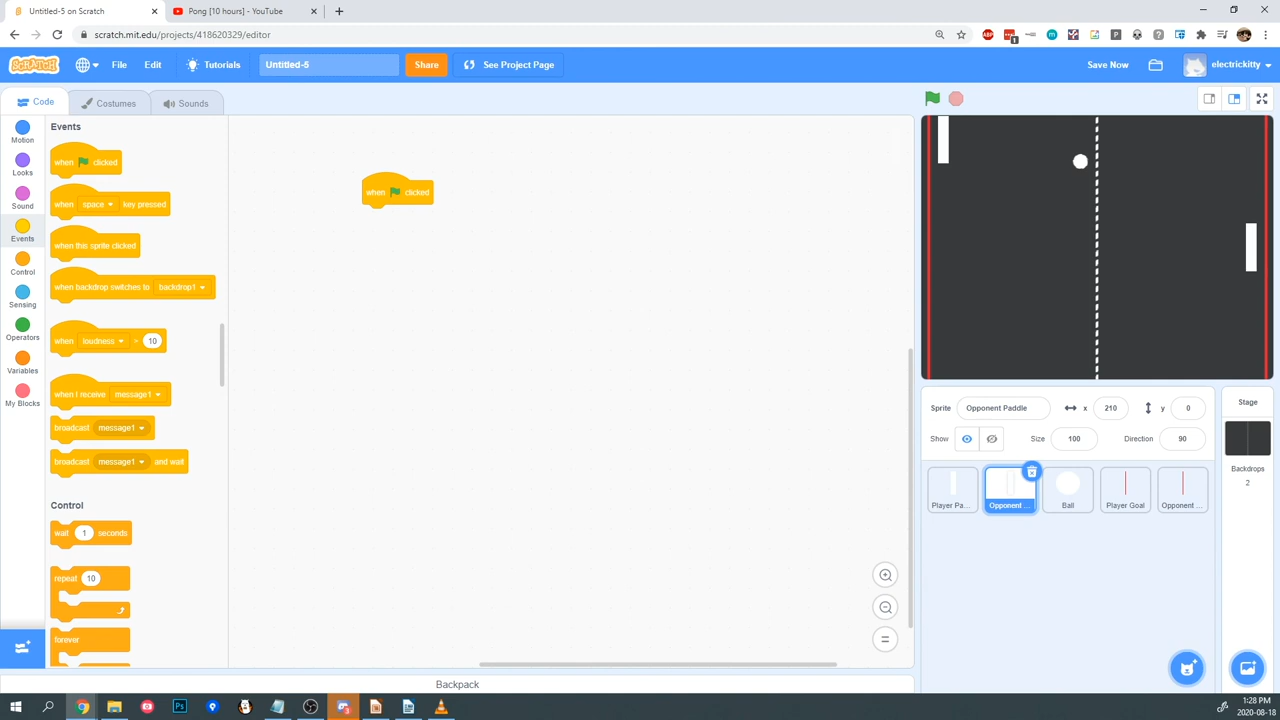 Untitled-5 on Scratch
Pong [10 hours] - YouTube
scratch.mit.edu/projects/418620329/editor
1
SCRATCH
File
Edit
Tutorials
Untitled-5
Share
See Project Page
Save Now
electrickitty
Code
Costumes
Sounds
Motion
Looks
Sound
Events
Control
Sensing
Operators
Variables
My Blocks
Events
when clicked
when space key pressed
when this sprite clicked
when backdrop switches to backdrop1
when loudness > 10
when I receive message1
broadcast message1
broadcast message1 and wait
Control
wait 1 seconds
repeat 10
forever
when clicked
Backpack
Sprite
Opponent Paddle
x
210
y
0
Show
Size
100
Direction
90
Player Pa...
Opponent ...
Ball
Player Goal
Opponent ...
Stage
Backdrops
2
1:28 PM
2020-08-18